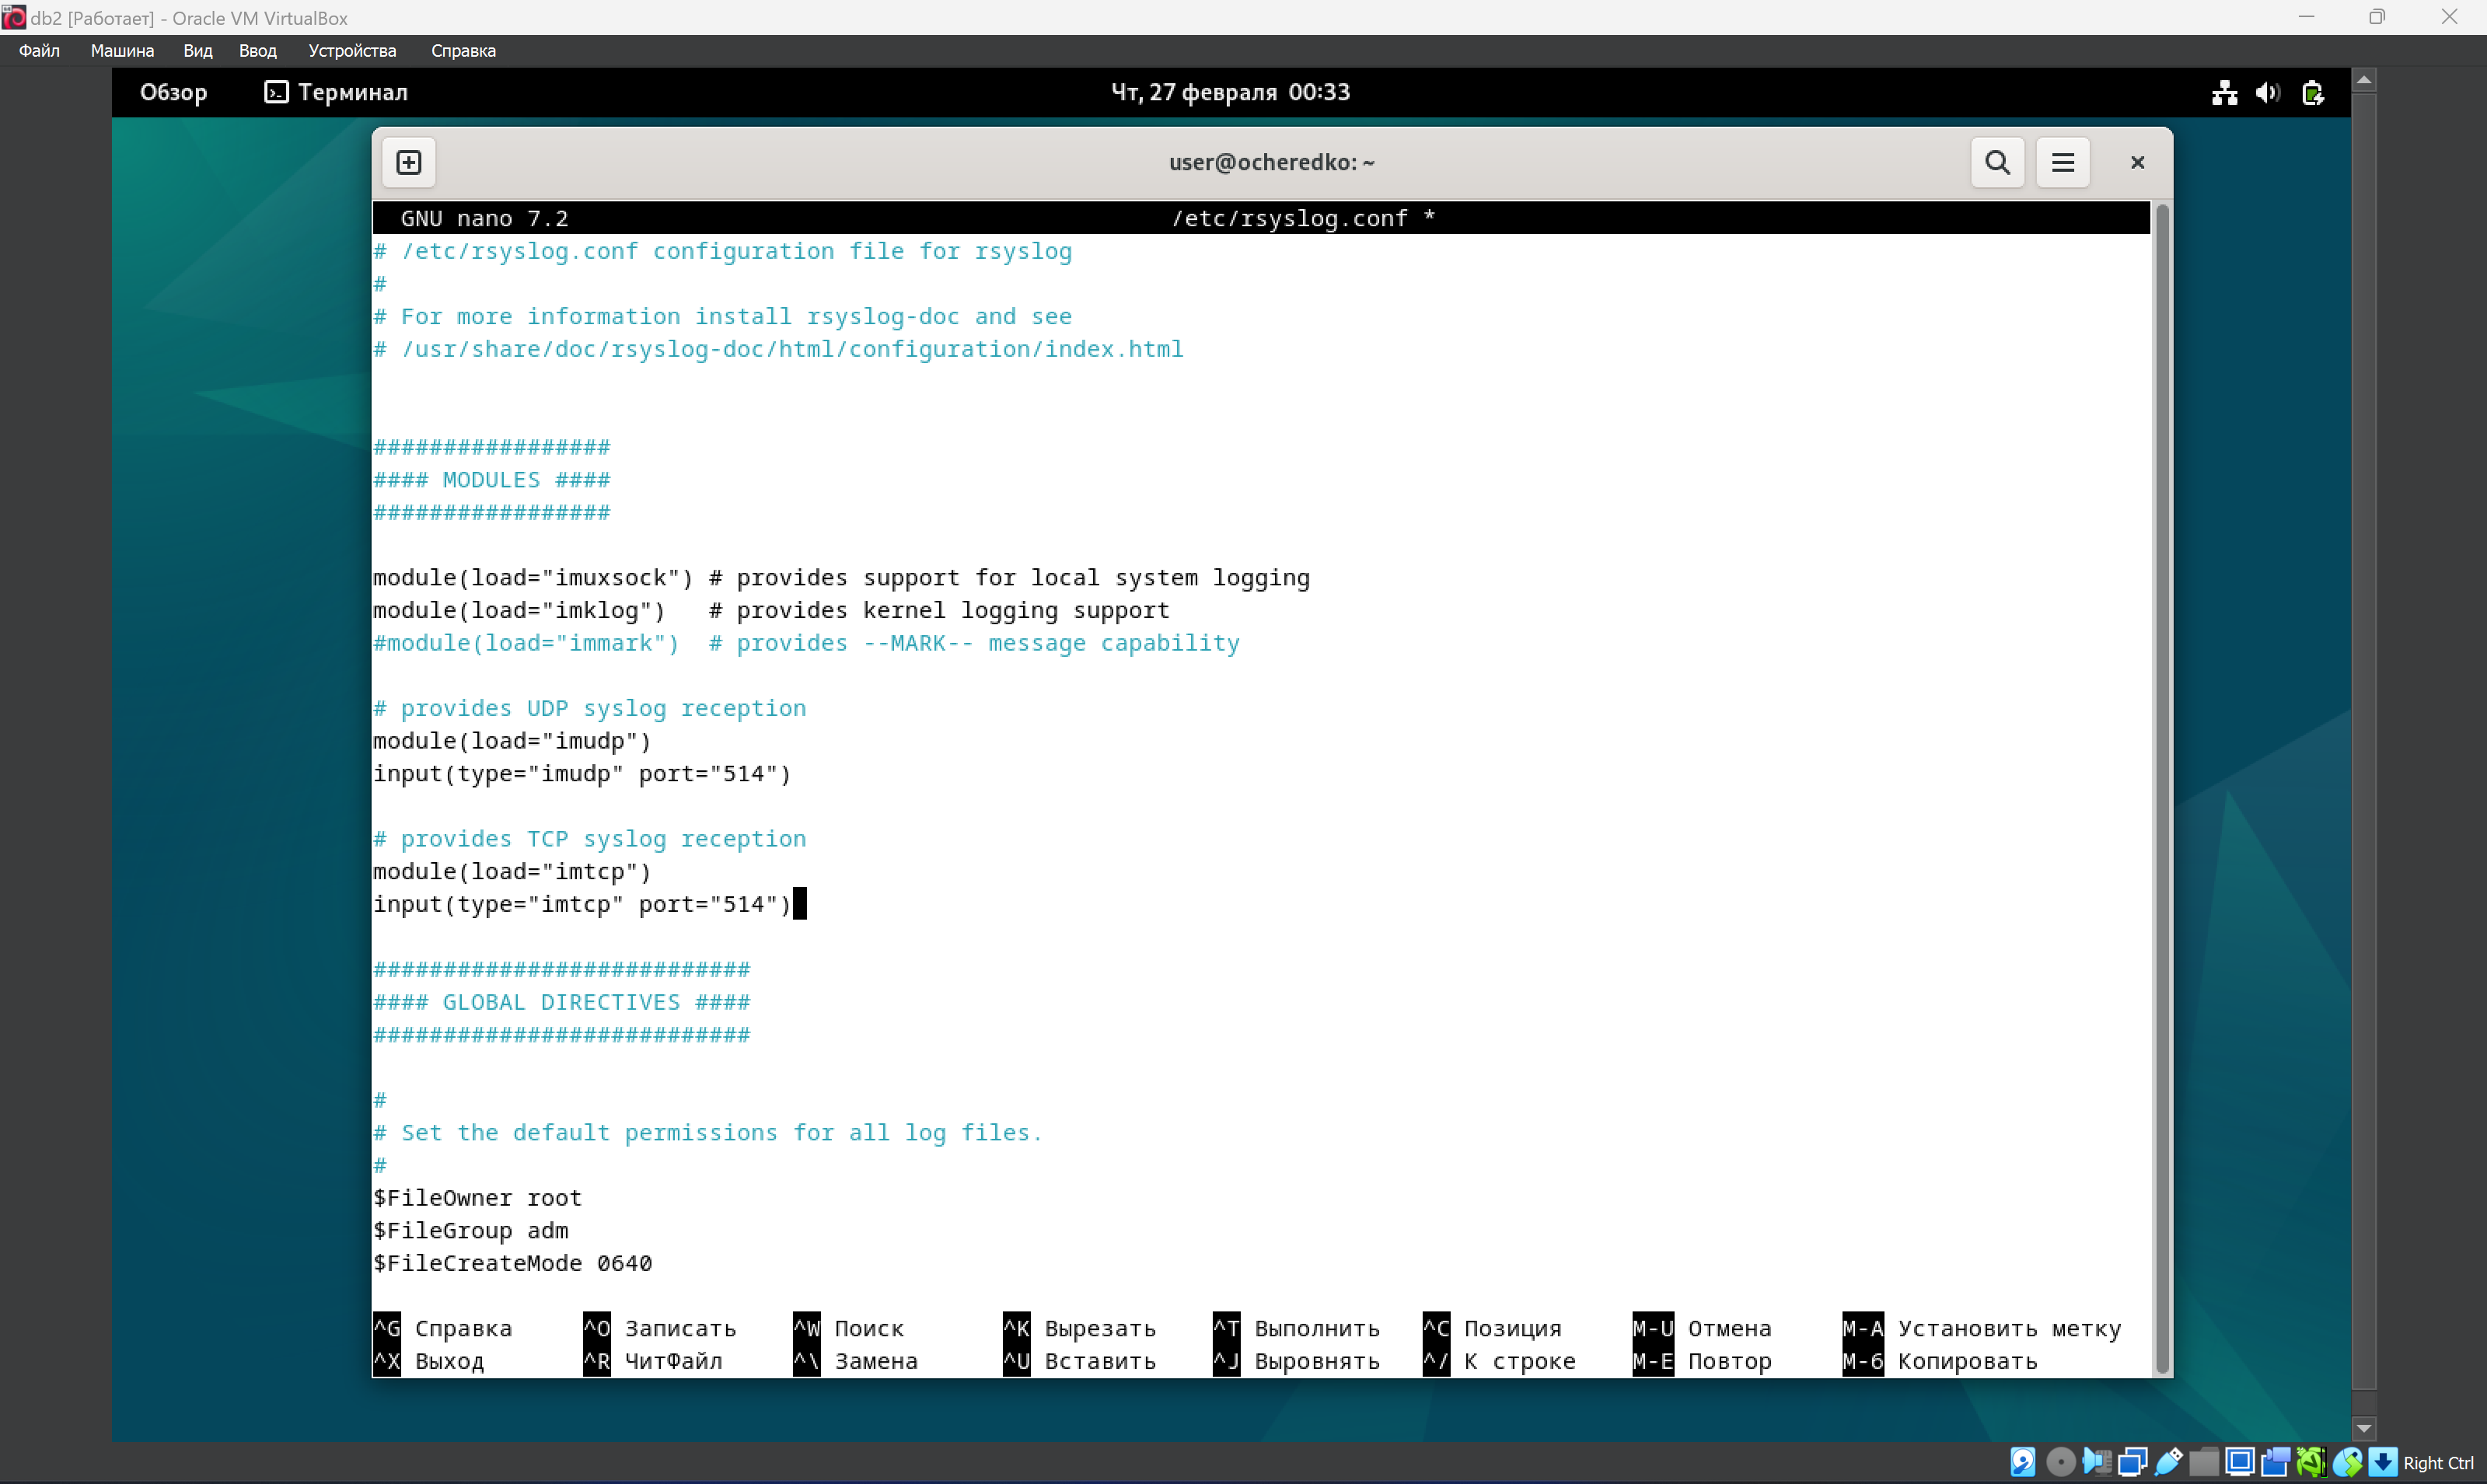 db2 [Работает] - Oracle VM VirtualBox
Файл Машина Вид Ввод Устройства Справка
Обзор Терминал Чт, 27 февраля 00:33
user@ocheredko: ~
GNU nano 7.2 /etc/rsyslog.conf *
# /etc/rsyslog.conf configuration file for rsyslog
#
# For more information install rsyslog-doc and see
# /usr/share/doc/rsyslog-doc/html/configuration/index.html
#################
#### MODULES ####
#################
module(load="imuxsock") # provides support for local system logging
module(load="imklog")   # provides kernel logging support
#module(load="immark")  # provides --MARK-- message capability
# provides UDP syslog reception
module(load="imudp")
input(type="imudp" port="514")
# provides TCP syslog reception
module(load="imtcp")
input(type="imtcp" port="514")
###########################
#### GLOBAL DIRECTIVES ####
###########################
#
# Set the default permissions for all log files.
#
$FileOwner root
$FileGroup adm
$FileCreateMode 0640
^G Справка ^O Записать ^W Поиск ^K Вырезать ^T Выполнить ^C Позиция M-U Отмена M-A Установить метку
^X Выход ^R ЧитФайл ^\ Замена ^U Вставить ^J Выровнять ^/ К строке M-E Повтор M-6 Копировать
Right Ctrl